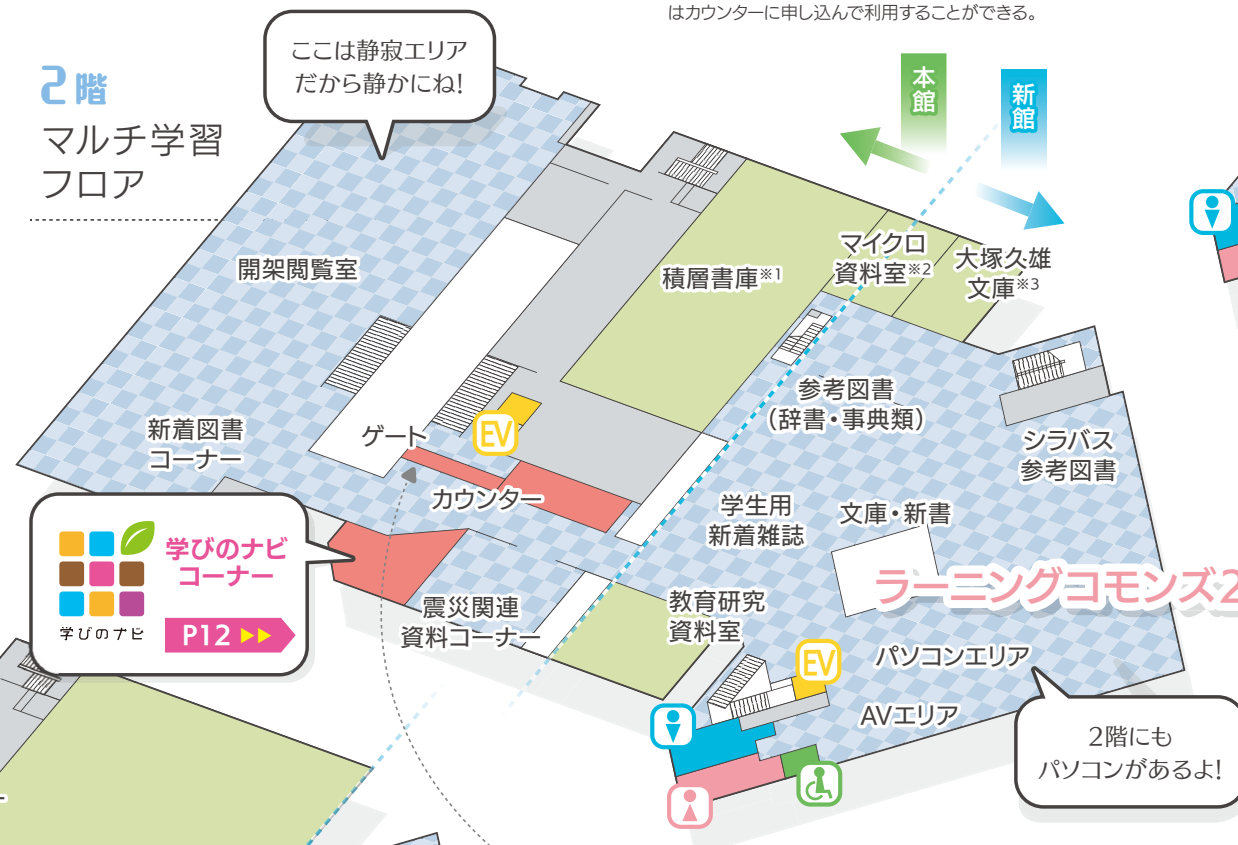 はカウンターに申し込んで利用することができる。
2階
マルチ学習
フロア
ここは静寂エリア
だから静かにね!
本館
新館
開架閲覧室
積層書庫※1
マイクロ
資料室※2
大塚久雄
文庫※3
参考図書
(辞書・事典類)
シラバス
参考図書
新着図書
コーナー
ゲート
EV
カウンター
学生用
新着雑誌
文庫・新書
ラーニングコモンズ2
学びのナビ
学びのナビ
コーナー
P12
震災関連
資料コーナー
教育研究
資料室
EV
パソコンエリア
AVエリア
2階にも
パソコンがあるよ!